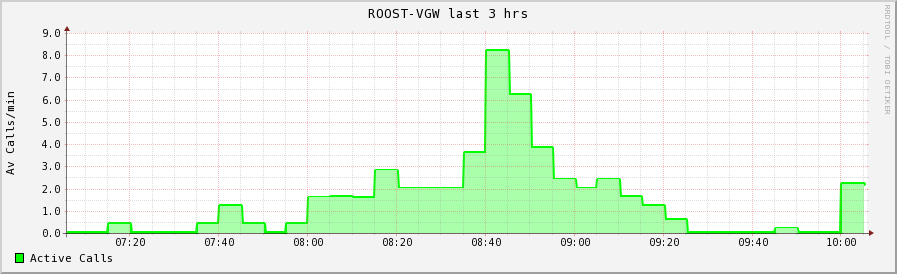 ROOST-VGW last 3 hrs
RRDTOOL / TOBI OETIKER
Av Calls/min
9.0
8.0
7.0
6.0
5.0
4.0
3.0
2.0
1.0
0.0
07:20 07:40 08:00 08:20 08:40 09:00 09:20 09:40 10:00
Active Calls